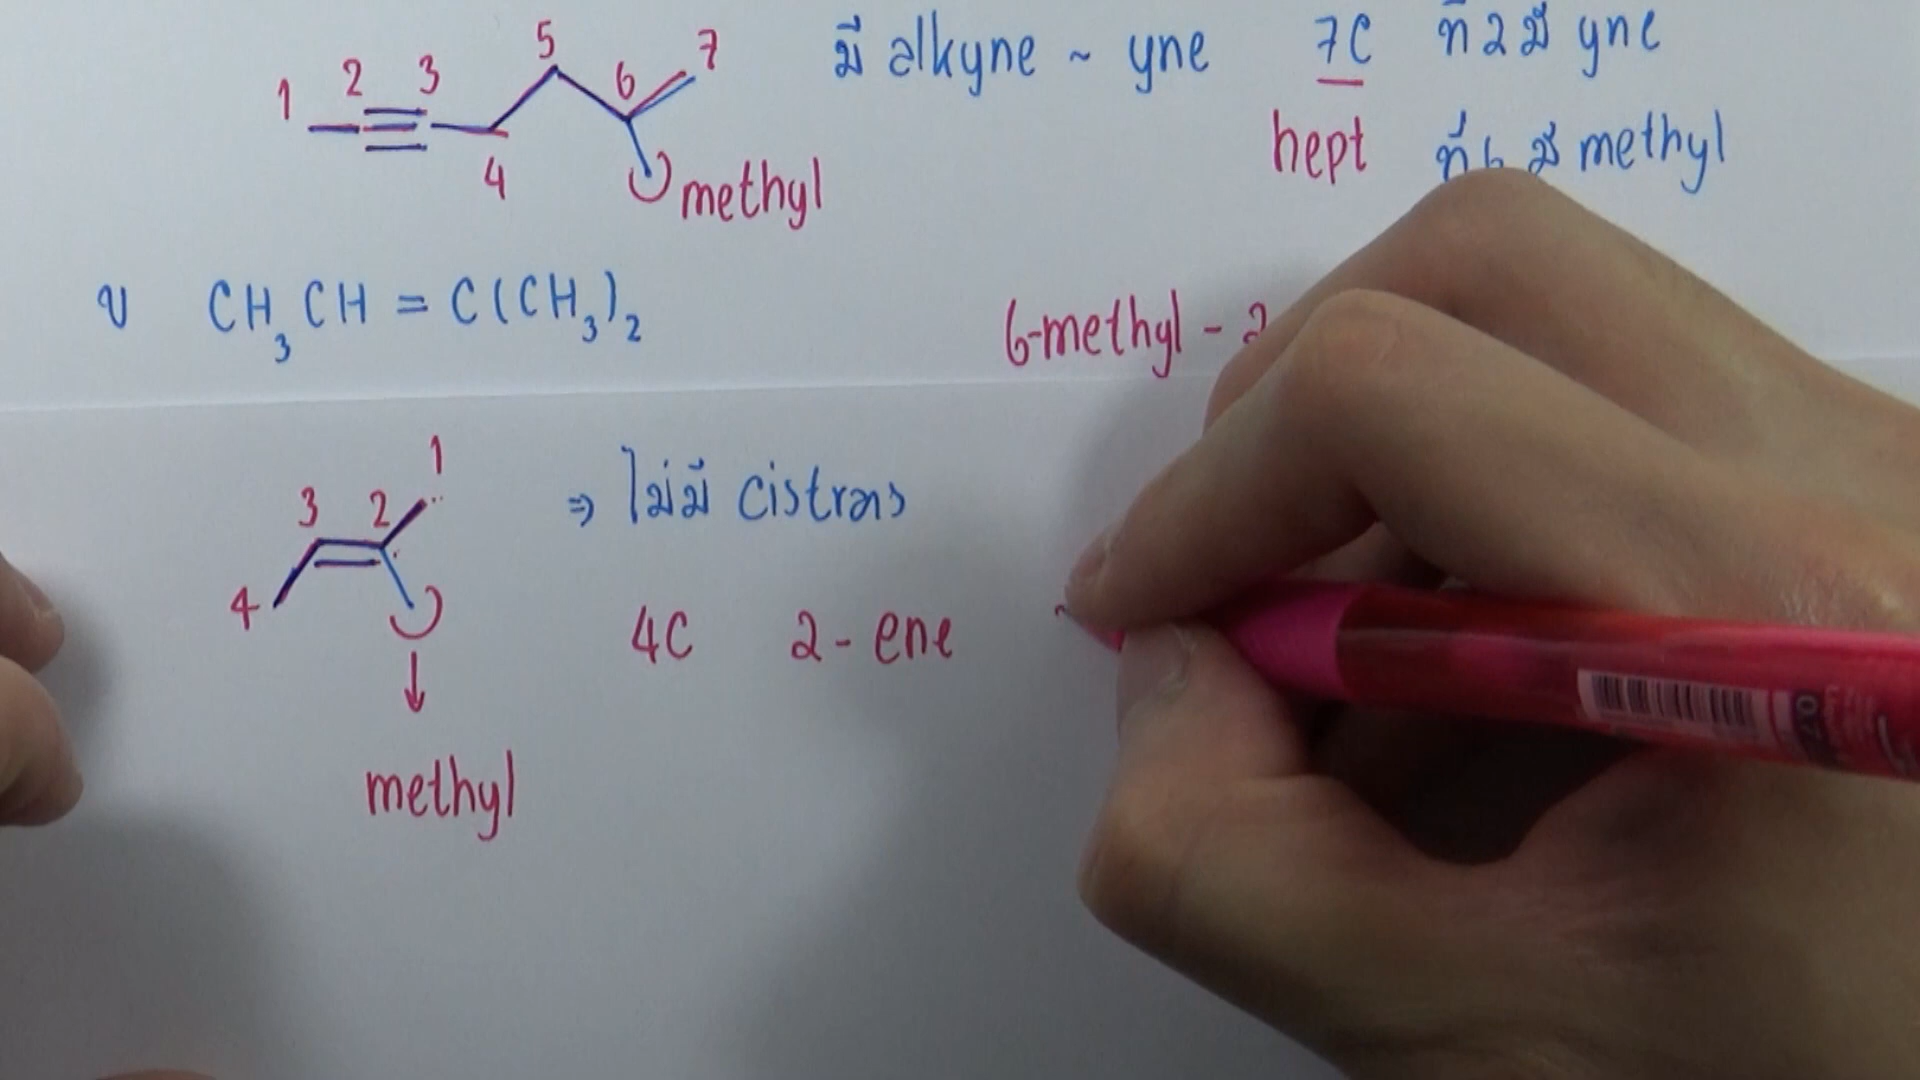 1 2 3 4 5 6 7
methyl
มี alkyne ~ yne
7C
hept
ที่ 2 มี yne
ที่ 6 มี methyl
ข CH3CH = C(CH3)2
6-methyl - 2
4 3 2 1
methyl
⇒ ไม่มี cistrans
4C 2 - ene